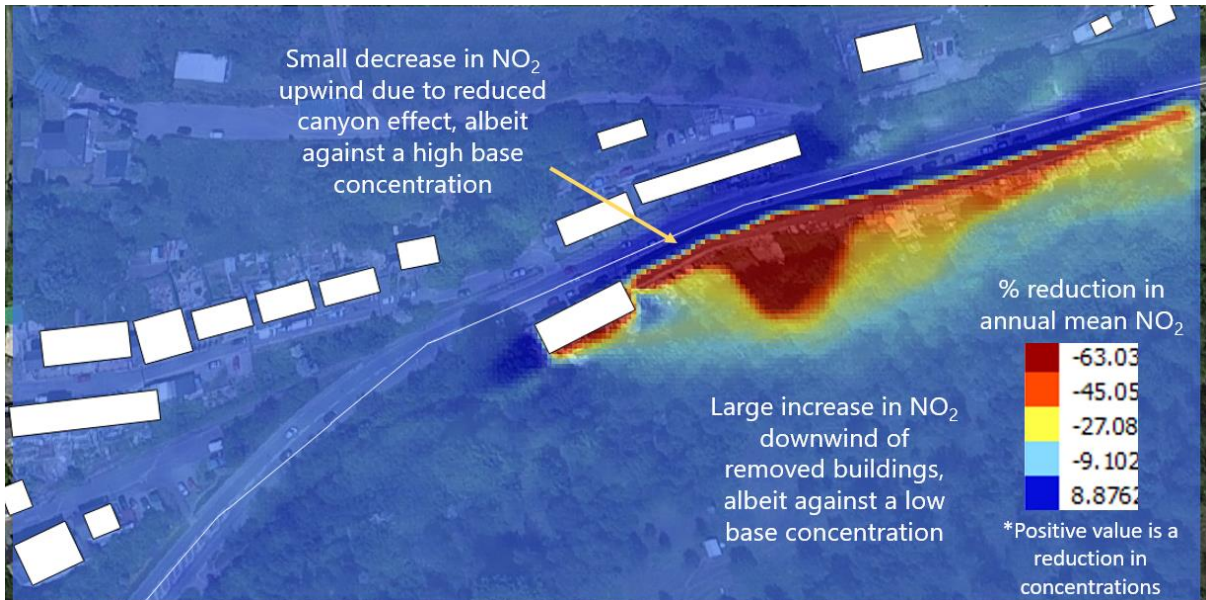 Small decrease in NO₂
upwind due to reduced
canyon effect, albeit
against a high base
concentration
% reduction in
annual mean NO₂
-63.03
-45.05
-27.08
-9.102
8.8762
Large increase in NO₂
downwind of
removed buildings,
albeit against a low
base concentration
*Positive value is a
reduction in
concentrations